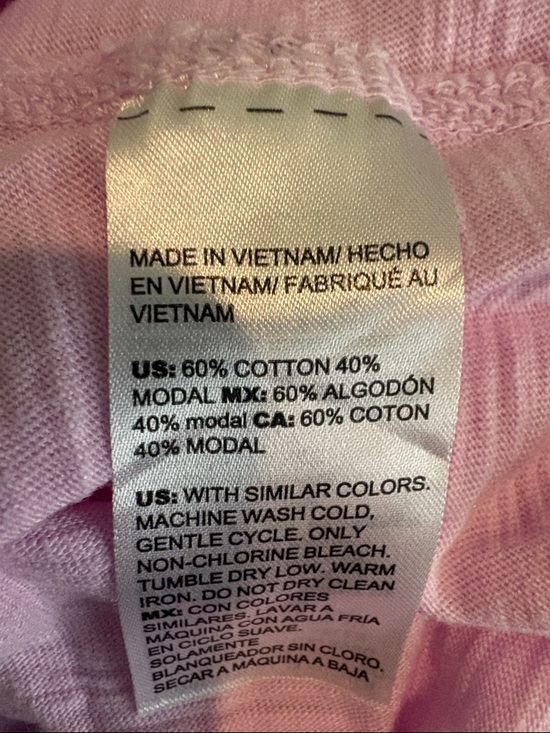 MADE IN VIETNAM/ HECHO
EN VIETNAM/ FABRIQUÉ AU
VIETNAM
US: 60% COTTON 40%
MODAL MX: 60% ALGODÓN
40% modal CA: 60% COTON
40% MODAL
US: WITH SIMILAR COLORS.
MACHINE WASH COLD,
GENTLE CYCLE. ONLY
NON-CHLORINE BLEACH.
TUMBLE DRY LOW. WARM
IRON. DO NOT DRY CLEAN
MX: CON COLORES
SIMILARES. LAVAR A
MÁQUINA CON AGUA FRÍA
EN CICLO SUAVE.
SOLAMENTE
BLANQUEADOR SIN CLORO.
SECAR A MÁQUINA A BAJA